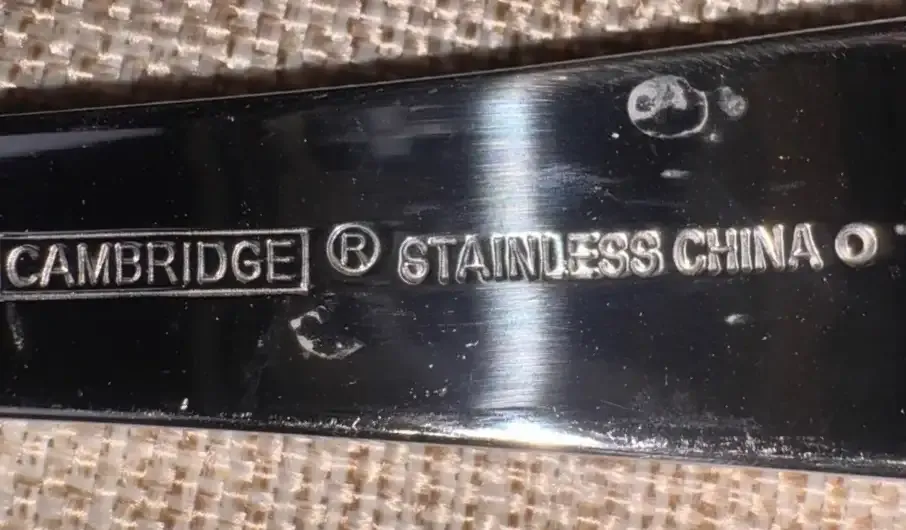 CAMBRIDGE ® STAINLESS CHINA O